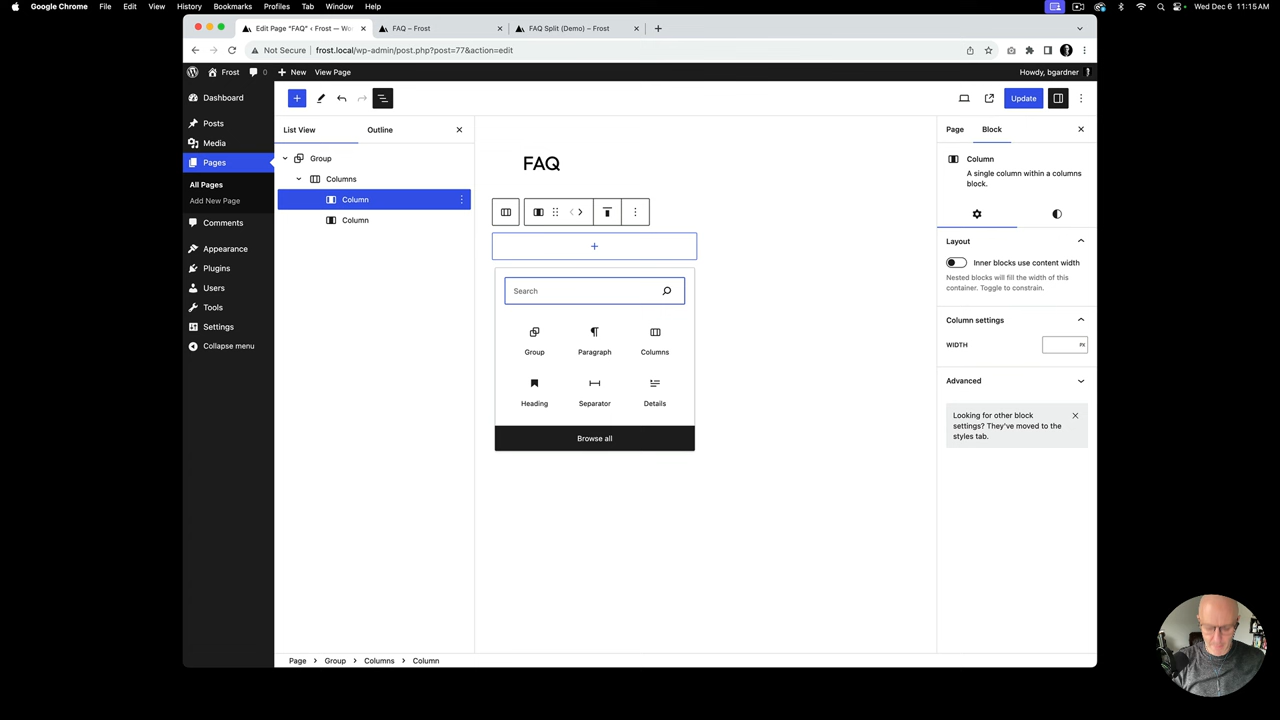 Google Chrome File Edit View History Bookmarks Profiles Tab Window Help Wed Dec 6 11:15 AM
FAQ – Frost FAQ Split (Demo) – Frost
Not Secure frost.local/wp-admin/post.php?post=77&action=edit
Frost 0 New View Page Howdy, bgardner
Dashboard
Posts
Media
Pages
All Pages
Add New Page
Comments
Appearance
Plugins
Users
Tools
Settings
Collapse menu
Update
List View Outline
Group
Columns
Column
Column
FAQ
Search
Group Paragraph Columns
Heading Separator Details
Browse all
Page Block
Column
A single column within a columns
block.
Layout
Inner blocks use content width
Nested blocks will fill the width of this
container. Toggle to constrain.
Column settings
WIDTH PX
Advanced
Looking for other block
settings? They've moved to the
styles tab.
Page > Group > Columns > Column